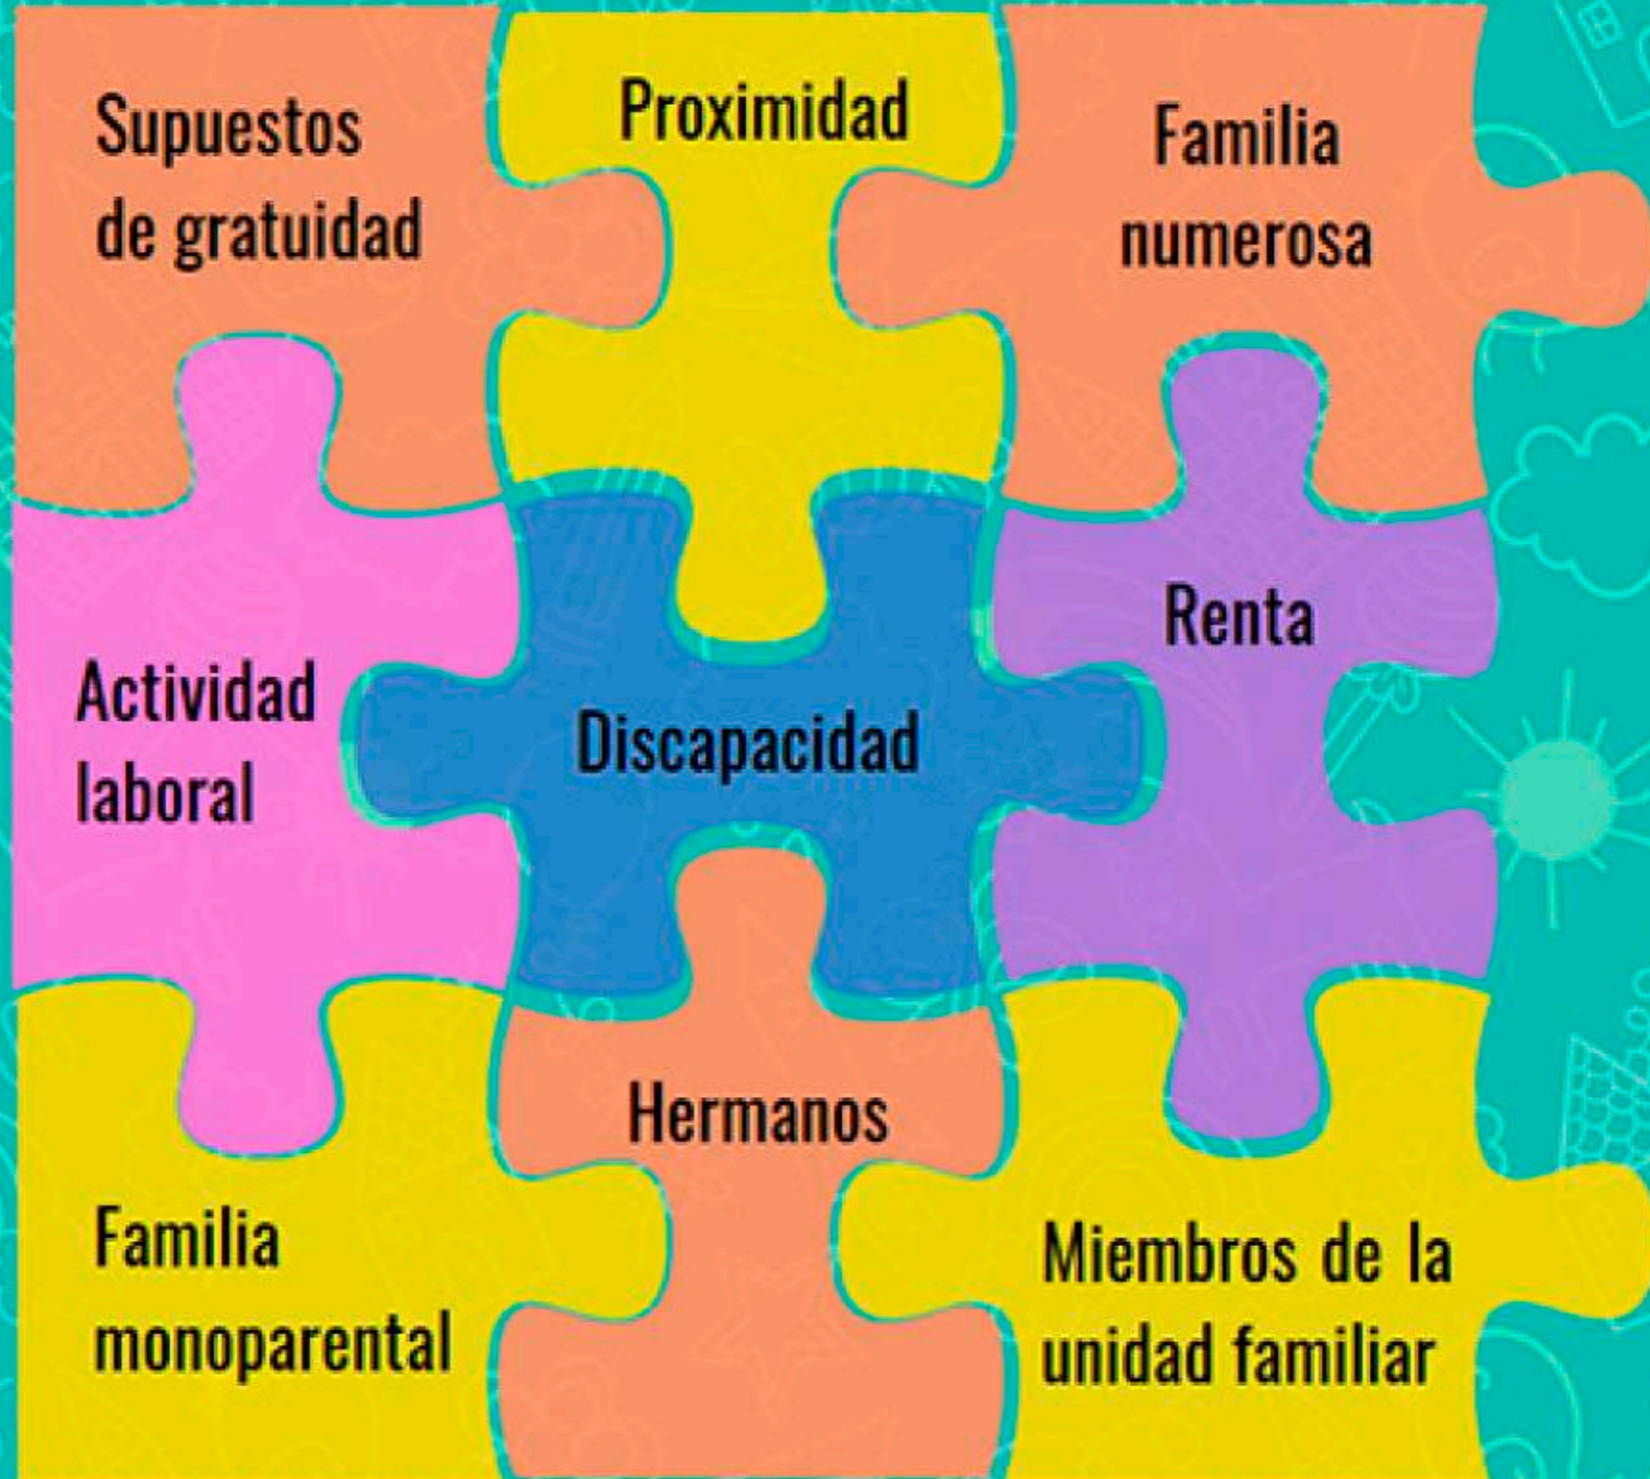 Supuestos
de gratuidad
Proximidad
Familia
numerosa
Actividad
laboral
Discapacidad
Renta
Familia
monoparental
Hermanos
Miembros de la
unidad familiar